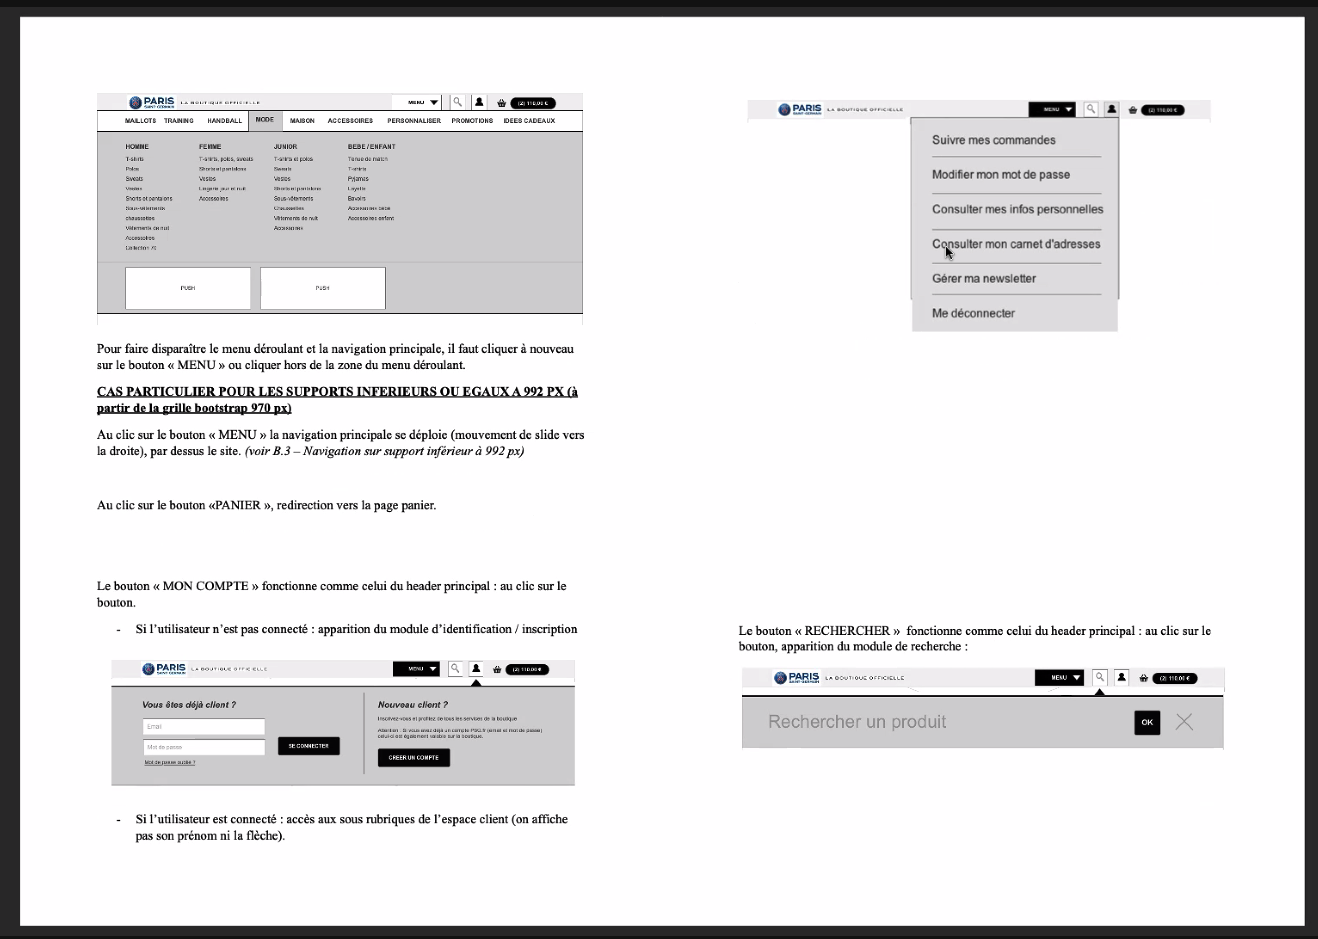 PARIS
SAINT-GERMAIN
LA BOUTIQUE OFFICIELLE
MENU
(2) 110,00 €
MAILLOTS TRAINING HANDBALL MODE MAISON ACCESSOIRES PERSONNALISER PROMOTIONS IDEES CADEAUX
HOMME
T-shirts
Polos
Sweats
Vestes
Shorts et pantalons
Sous-vêtements
chaussettes
Vêtements de nuit
Accessoires
Collection 70
FEMME
T-shirts, polos, sweats
Shorts et pantalons
Vestes
Lingerie jour et nuit
Accessoires
JUNIOR
T-shirts et polos
Sweats
Vestes
Shorts et pantalons
Sous-vêtements
Chaussettes
Vêtements de nuit
Accessoires
BEBE / ENFANT
Tenue de match
T-shirts
Pyjamas
Layette
Bavoirs
Accessoires bébé
Accessoires enfant
PUSH
PUSH
Pour faire disparaître le menu déroulant et la navigation principale, il faut cliquer à nouveau
sur le bouton « MENU » ou cliquer hors de la zone du menu déroulant.
CAS PARTICULIER POUR LES SUPPORTS INFERIEURS OU EGAUX A 992 PX (à
partir de la grille bootstrap 970 px)
Au clic sur le bouton « MENU » la navigation principale se déploie (mouvement de slide vers
la droite), par dessus le site. (voir B.3 – Navigation sur support inférieur à 992 px)
Au clic sur le bouton «PANIER », redirection vers la page panier.
Le bouton « MON COMPTE » fonctionne comme celui du header principal : au clic sur le
bouton.
- Si l’utilisateur n’est pas connecté : apparition du module d’identification / inscription
PARIS
SAINT-GERMAIN
LA BOUTIQUE OFFICIELLE
MENU
(2) 110,00 €
Vous êtes déjà client ?
Email
Mot de passe
SE CONNECTER
Mot de passe oublié ?
Nouveau client ?
Inscrivez-vous et profitez de tous les services de la boutique
Attention : Si vous avez déjà un compte PSG.fr (email et mot de passe)
celui-ci est également valable sur la boutique.
CREER UN COMPTE
- Si l’utilisateur est connecté : accès aux sous rubriques de l’espace client (on affiche
pas son prénom ni la flèche).
PARIS
SAINT-GERMAIN
LA BOUTIQUE OFFICIELLE
MENU
(2) 110,00 €
Suivre mes commandes
Modifier mon mot de passe
Consulter mes infos personnelles
Consulter mon carnet d'adresses
Gérer ma newsletter
Me déconnecter
Le bouton « RECHERCHER » fonctionne comme celui du header principal : au clic sur le
bouton, apparition du module de recherche :
PARIS
SAINT-GERMAIN
LA BOUTIQUE OFFICIELLE
MENU
(2) 110,00 €
Rechercher un produit
OK